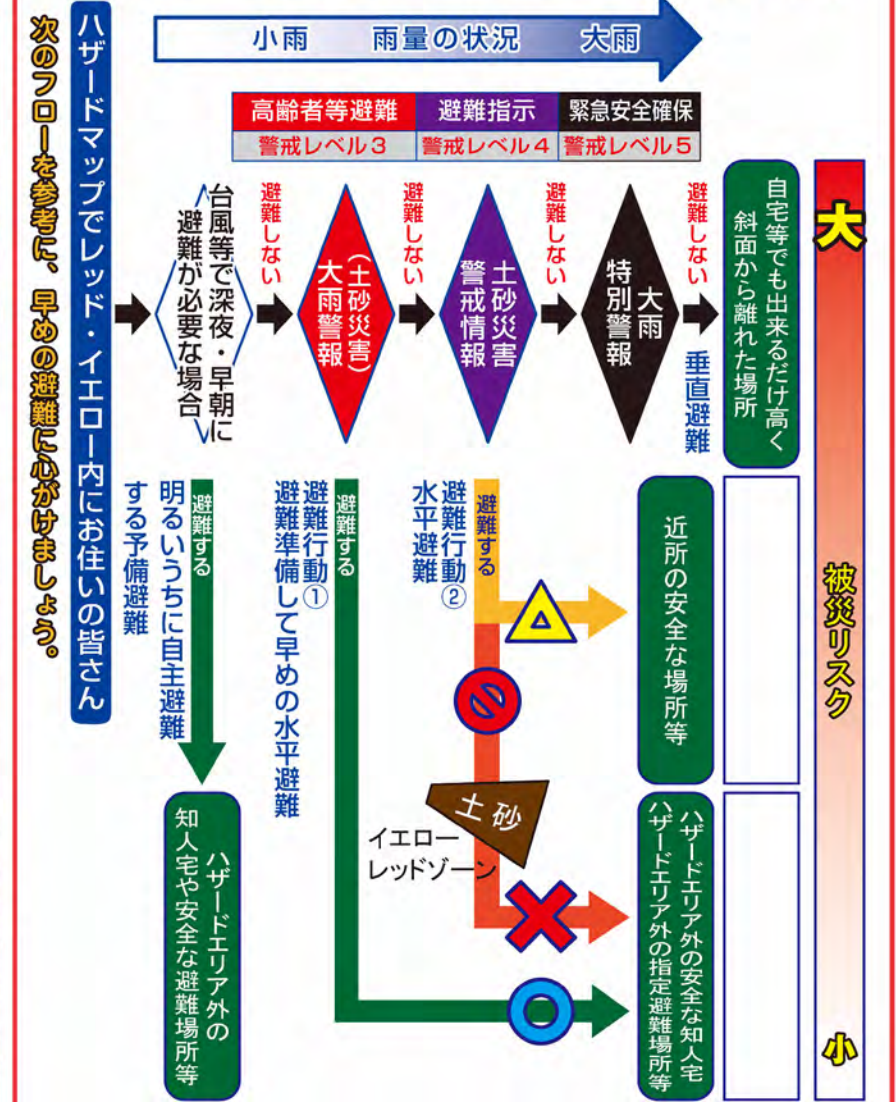 ハザードマップでレッド・イエロー内にお住いの皆さん
次のフローを参考に、早めの避難に心がけましょう。
小雨　雨量の状況　大雨
高齢者等避難
警戒レベル3
避難指示
警戒レベル4
緊急安全確保
警戒レベル5
台風等で深夜・早朝に
避難が必要な場合
避難しない
(土砂災害)
大雨警報
避難しない
土砂災害
警戒情報
避難しない
大雨
特別警報
避難しない
垂直避難
自宅等でも出来るだけ高く
斜面から離れた場所
避難する
明るいうちに自主避難
する予備避難
ハザードエリア外の
知人宅や安全な避難場所等
避難する
避難行動①
避難準備して早めの水平避難
避難する
避難行動②
水平避難
土砂
イエロー
レッドゾーン
近所の安全な場所等
ハザードエリア外の安全な知人宅
ハザードエリア外の指定避難場所等
大
被災リスク
小